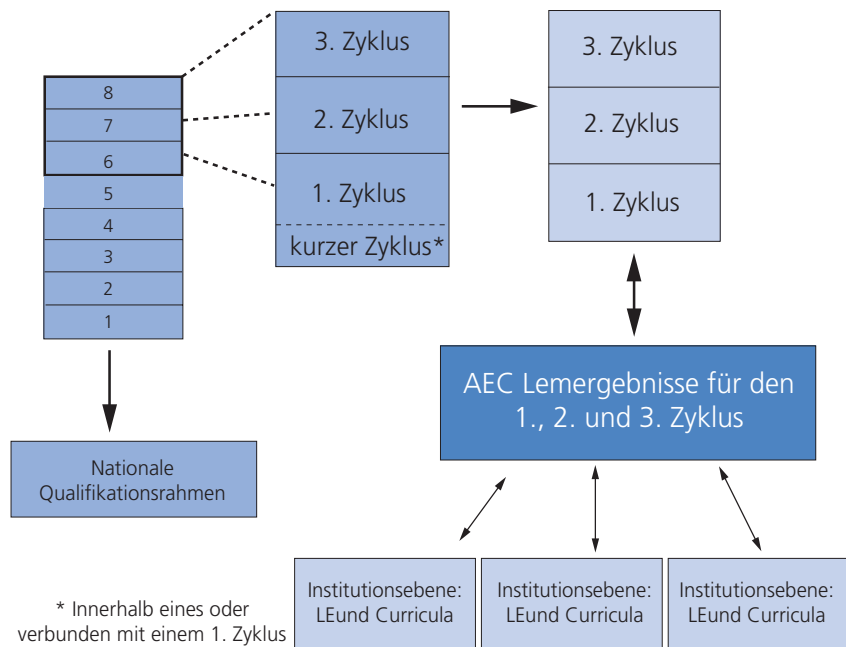 8
7
6
5
4
3
2
1
Nationale
Qualifikationsrahmen
3. Zyklus
2. Zyklus
1. Zyklus
kurzer Zyklus*
3. Zyklus
2. Zyklus
1. Zyklus
AEC Lemergebnisse für den
1., 2. und 3. Zyklus
Institutionsebene:
LEund Curricula
Institutionsebene:
LEund Curricula
Institutionsebene:
LEund Curricula
* Innerhalb eines oder
verbunden mit einem 1. Zyklus